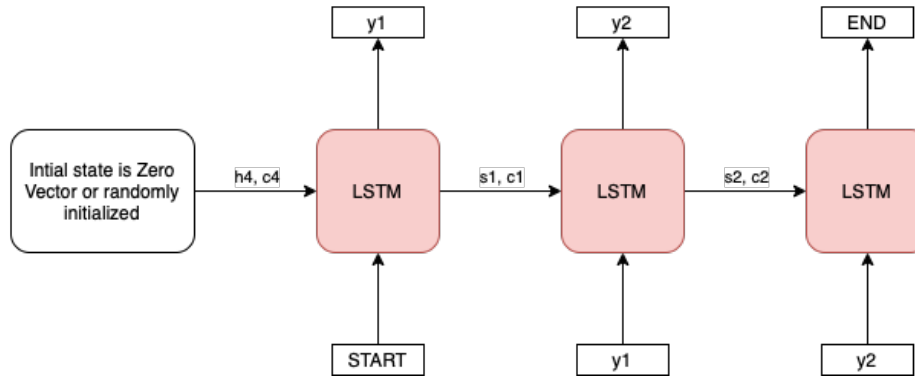 y1
y2
END
Intial state is Zero
Vector or randomly
initialized
h4, c4
LSTM
s1, c1
LSTM
s2, c2
LSTM
START
y1
y2